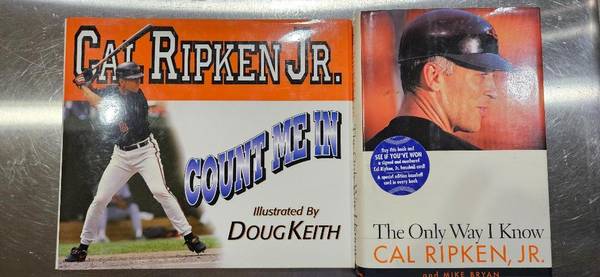 CAL RIPKEN JR.
COUNT ME IN
Illustrated By
DOUG KEITH
Buy this book and
SEE IF YOU'VE WON
a signed and numbered
Cal Ripken, Jr. baseball card!
A special edition baseball
card in every book
The Only Way I Know
CAL RIPKEN, JR.
and MIKE BRYAN